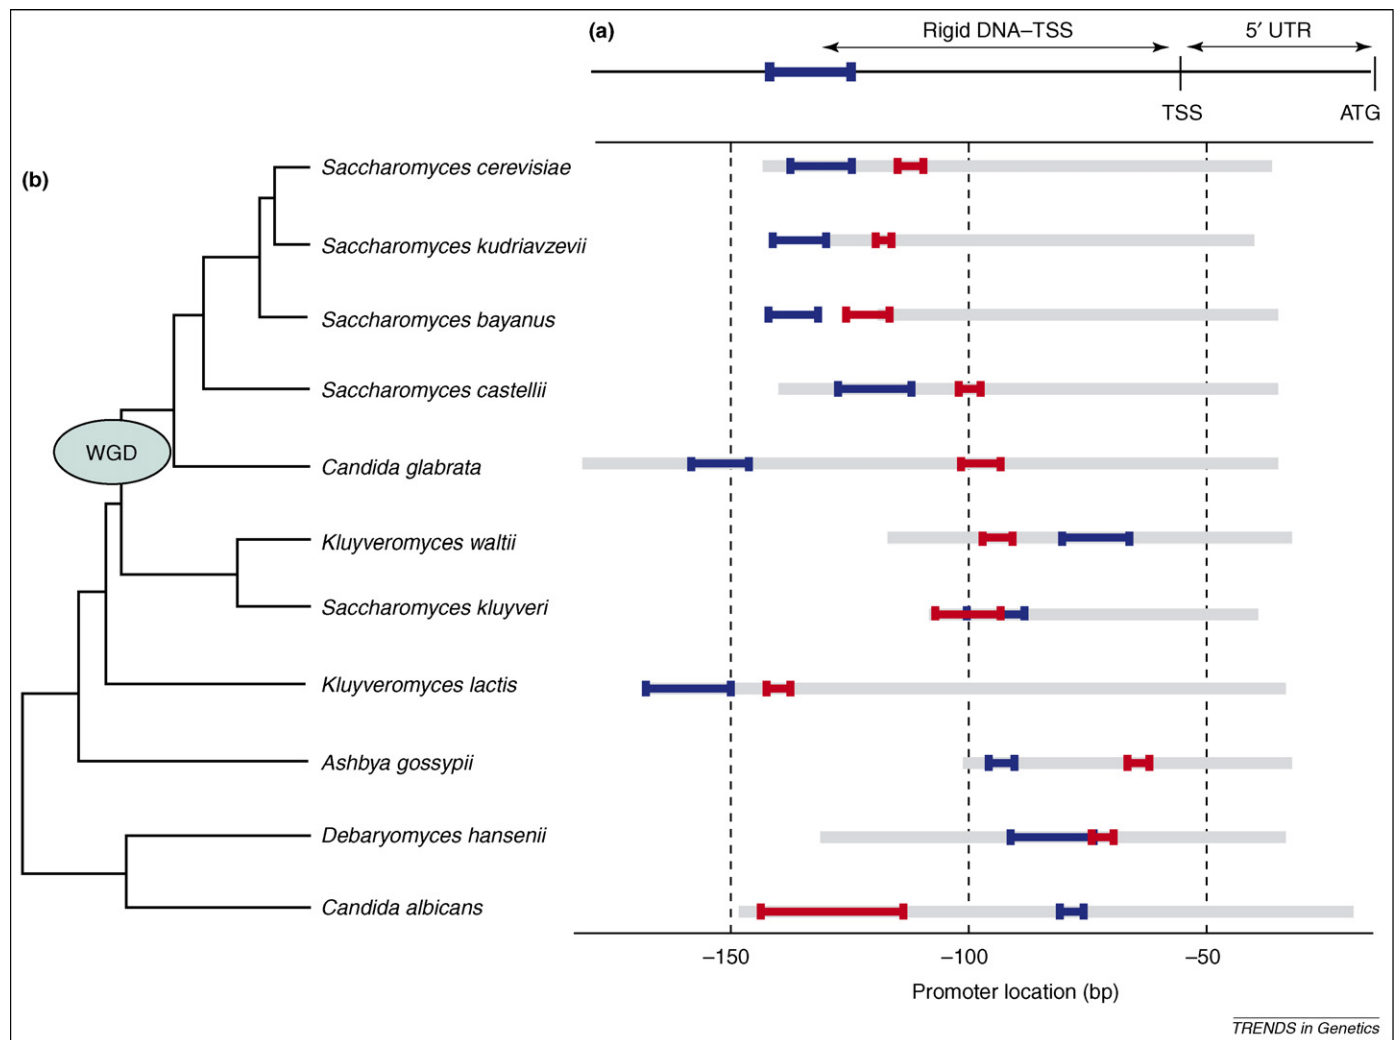 (a)
Rigid DNA–TSS
5′ UTR
TSS
ATG
(b)
Saccharomyces cerevisiae
Saccharomyces kudriavzevii
Saccharomyces bayanus
Saccharomyces castellii
WGD
Candida glabrata
Kluyveromyces waltii
Saccharomyces kluyveri
Kluyveromyces lactis
Ashbya gossypii
Debaryomyces hansenii
Candida albicans
–150
–100
–50
Promoter location (bp)
TRENDS in Genetics